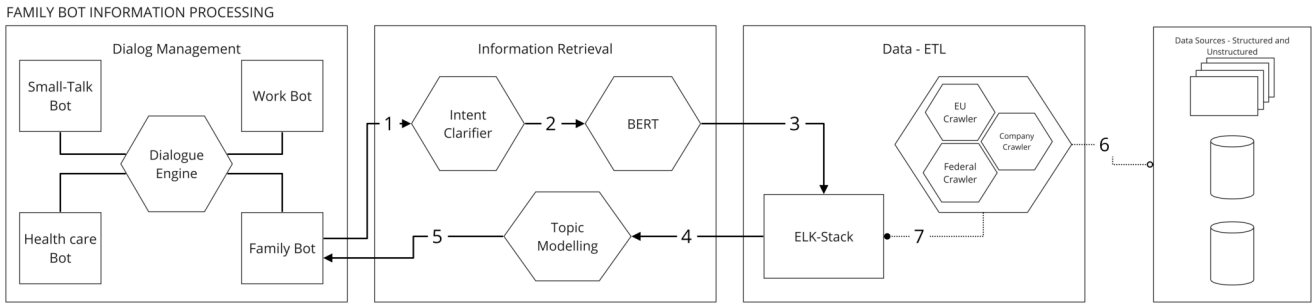 FAMILY BOT INFORMATION PROCESSING
Dialog Management
Small-Talk
Bot
Work Bot
Dialogue
Engine
Health care
Bot
Family Bot
1
5
Information Retrieval
Intent
Clarifier
2
BERT
Topic
Modelling
3
4
Data - ETL
EU
Crawler
Company
Crawler
Federal
Crawler
ELK-Stack
7
6
Data Sources - Structured and
Unstructured